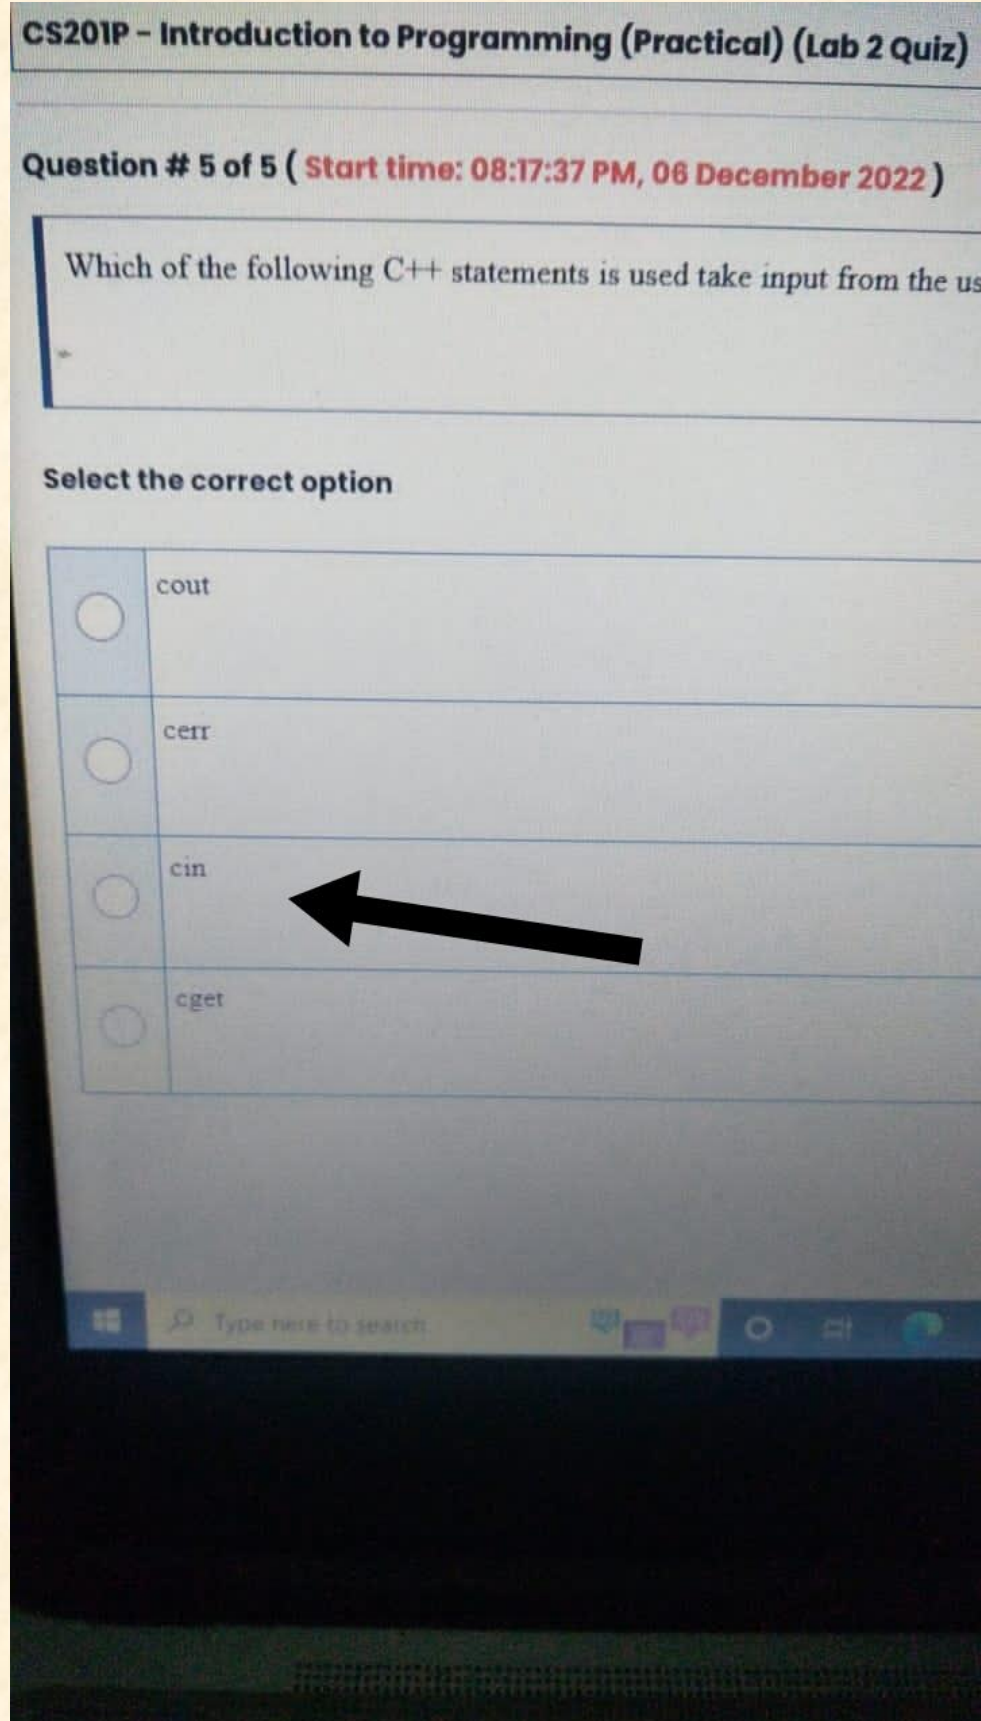 CS201P – Introduction to Programming (Practical) (Lab 2 Quiz)
Question # 5 of 5 ( Start time: 08:17:37 PM, 06 December 2022 )
Which of the following C++ statements is used take input from the us
Select the correct option
cout
cerr
cin
cget
Type here to search